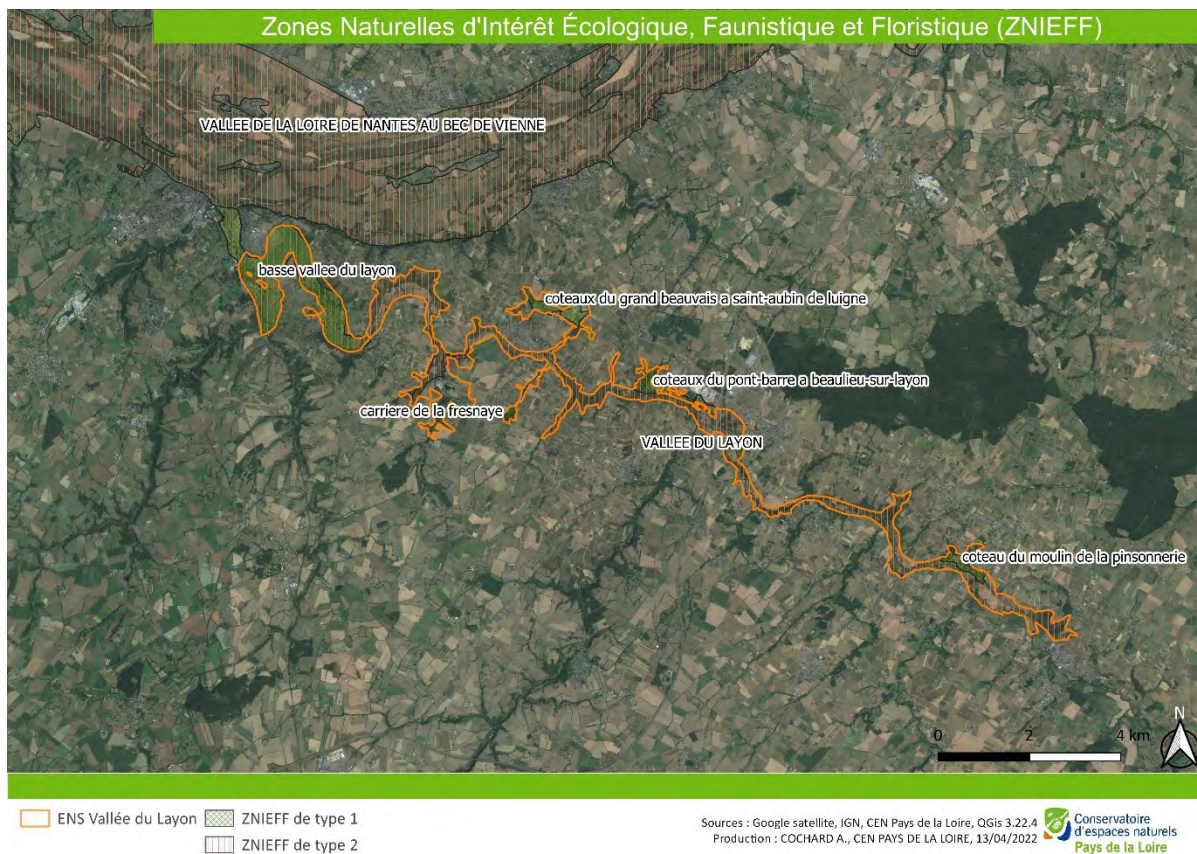 Zones Naturelles d'Intérêt Écologique, Faunistique et Floristique (ZNIEFF)
VALLEE DE LA LOIRE DE NANTES AU BEC DE VIENNE
basse vallee du layon
coteaux du grand beauvais a saint-aubin de luigne
coteaux du pont-barre a beaulieu-sur-layon
carriere de la fresnaye
VALLEE DU LAYON
coteau du moulin de la pinsonnerie
N
0 2 4 km
ENS Vallée du Layon
ZNIEFF de type 1
ZNIEFF de type 2
Sources : Google satellite, IGN, CEN Pays de la Loire, QGis 3.22.4
Production : COCHARD A., CEN PAYS DE LA LOIRE, 13/04/2022
Conservatoire
d'espaces naturels
Pays de la Loire